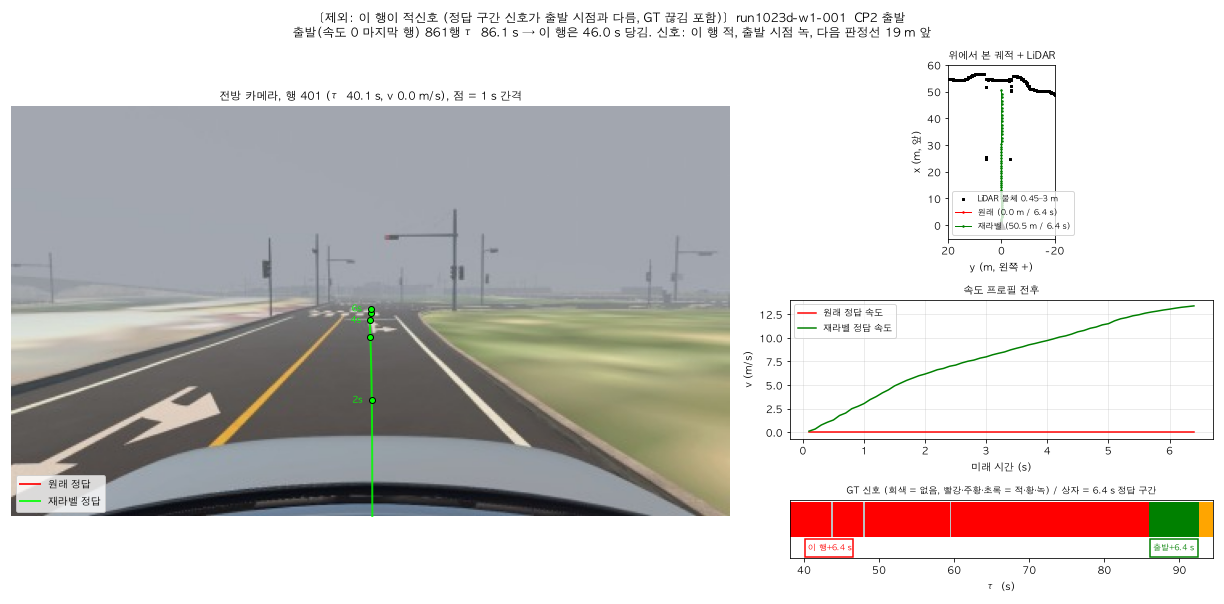 [제외: 이 행이 적신호 (정답 구간 신호가 출발 시점과 다름, GT 끊김 포함)] run1023d-w1-001 CP2 출발
출발(속도 0 마지막 행) 861행 τ 86.1 s → 이 행은 46.0 s 당김. 신호: 이 행 적, 출발 시점 녹, 다음 판정선 19 m 앞
전방 카메라, 행 401 (τ 40.1 s, v 0.0 m/s), 점 = 1 s 간격
2s
4s
원래 정답
재라벨 정답
위에서 본 궤적 + LiDAR
60
50
40
30
20
10
0
x (m, 앞)
LiDAR 물체 0.45-3 m
원래 (0.0 m / 6.4 s)
재라벨 (50.5 m / 6.4 s)
20
0
-20
y (m, 왼쪽 +)
속도 프로필 전후
원래 정답 속도
재라벨 정답 속도
12.5
10.0
7.5
5.0
2.5
0.0
v (m/s)
0
1
2
3
4
5
6
미래 시간 (s)
GT 신호 (회색 = 없음, 빨강·주황·초록 = 적·황·녹) / 상자 = 6.4 s 정답 구간
이 행+6.4 s
출발+6.4 s
40
50
60
70
80
90
τ (s)